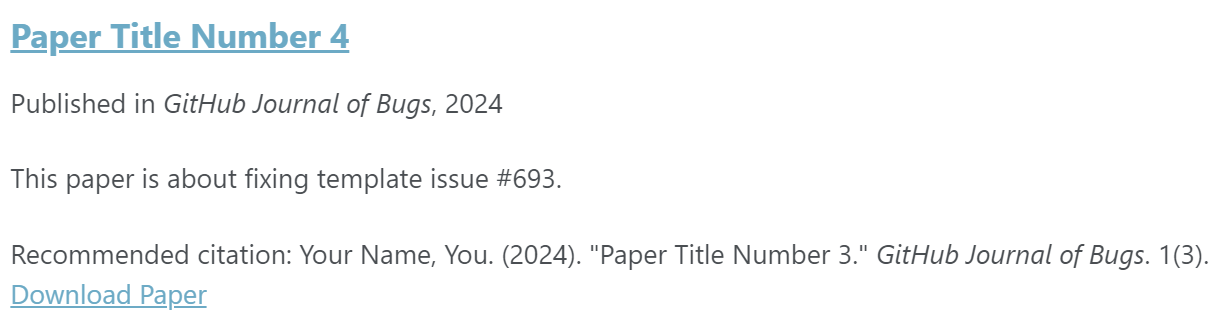 Paper Title Number 4
Published in GitHub Journal of Bugs, 2024
This paper is about fixing template issue #693.
Recommended citation: Your Name, You. (2024). "Paper Title Number 3." GitHub Journal of Bugs. 1(3).
Download Paper